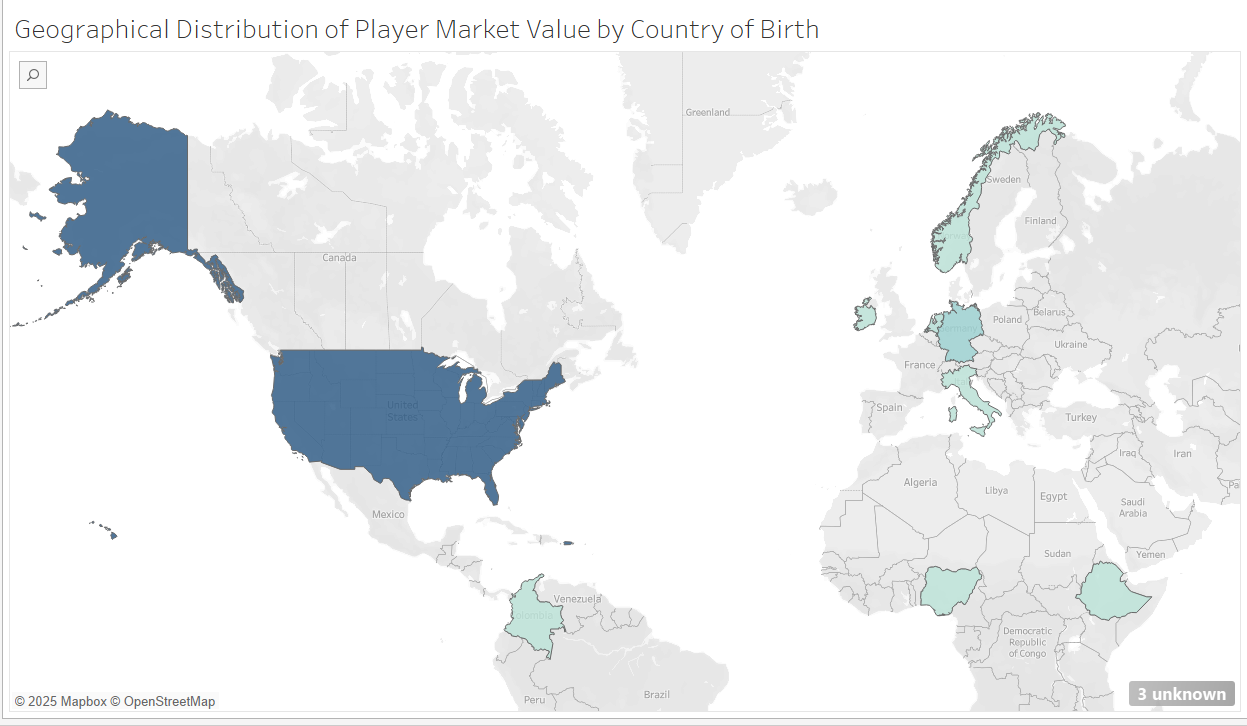 Geographical Distribution of Player Market Value by Country of Birth
Greenland
Sweden
Finland
Canada
Belarus
Poland
Germany
Ukraine
France
United
States
Spain
Turkey
Iraq
Iran
Algeria
Libya
Egypt
Saudi
Arabia
Mexico
Sudan
Yemen
Venezuela
Colombia
Democratic
Republic
of Congo
Brazil
Peru
3 unknown
© 2025 Mapbox © OpenStreetMap